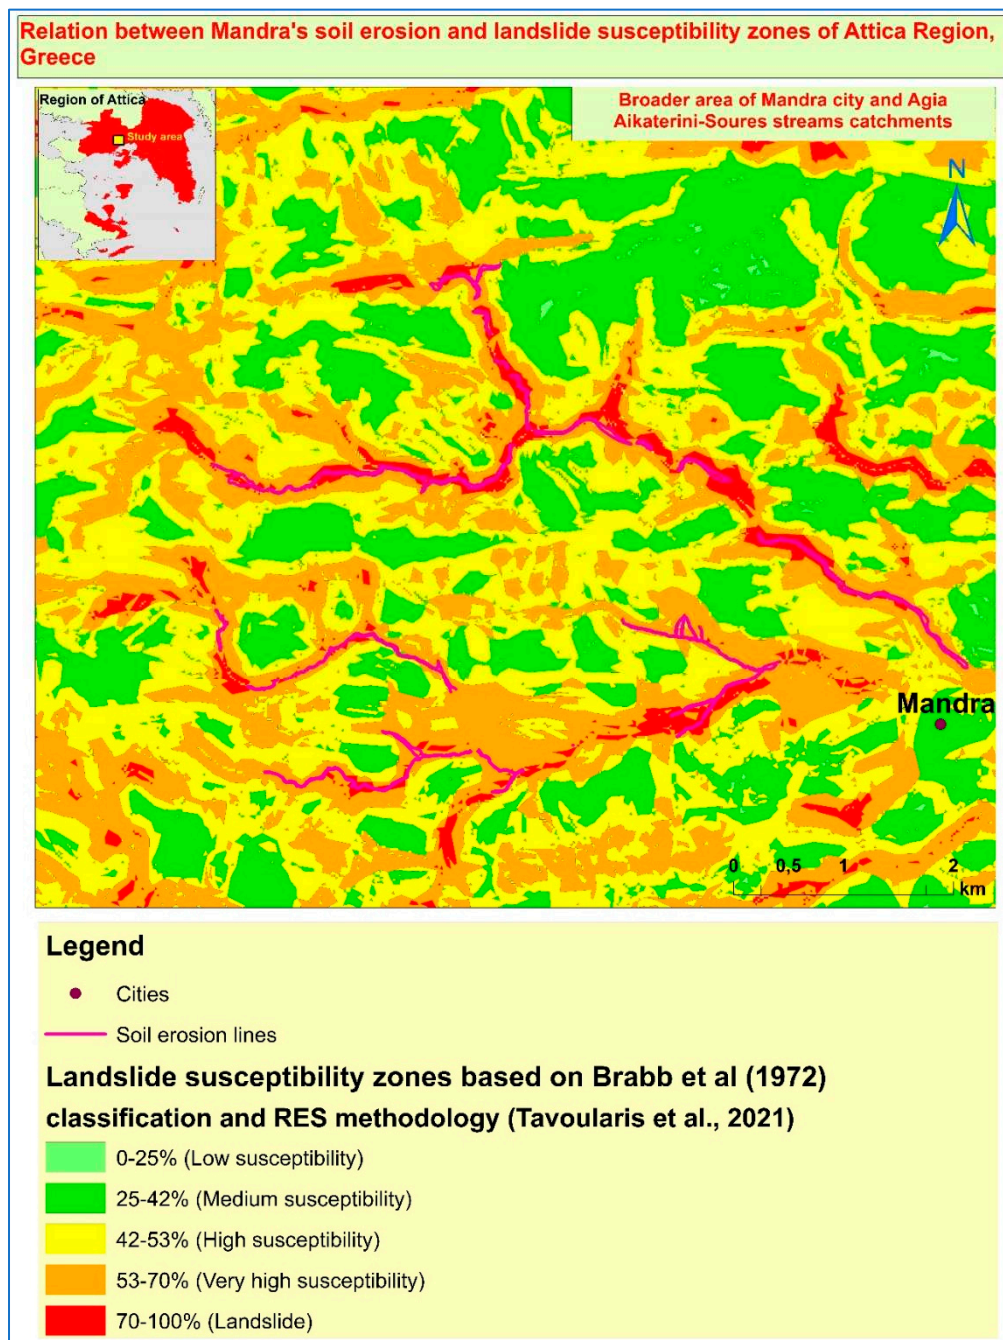 Relation between Mandra's soil erosion and landslide susceptibility zones of Attica Region,
Greece
Region of Attica
Study area
Broader area of Mandra city and Agia
Aikaterini-Soures streams catchments
N
Mandra
0 0,5 1 2
km
Legend
Cities
Soil erosion lines
Landslide susceptibility zones based on Brabb et al (1972)
classification and RES methodology (Tavoularis et al., 2021)
0-25% (Low susceptibility)
25-42% (Medium susceptibility)
42-53% (High susceptibility)
53-70% (Very high susceptibility)
70-100% (Landslide)